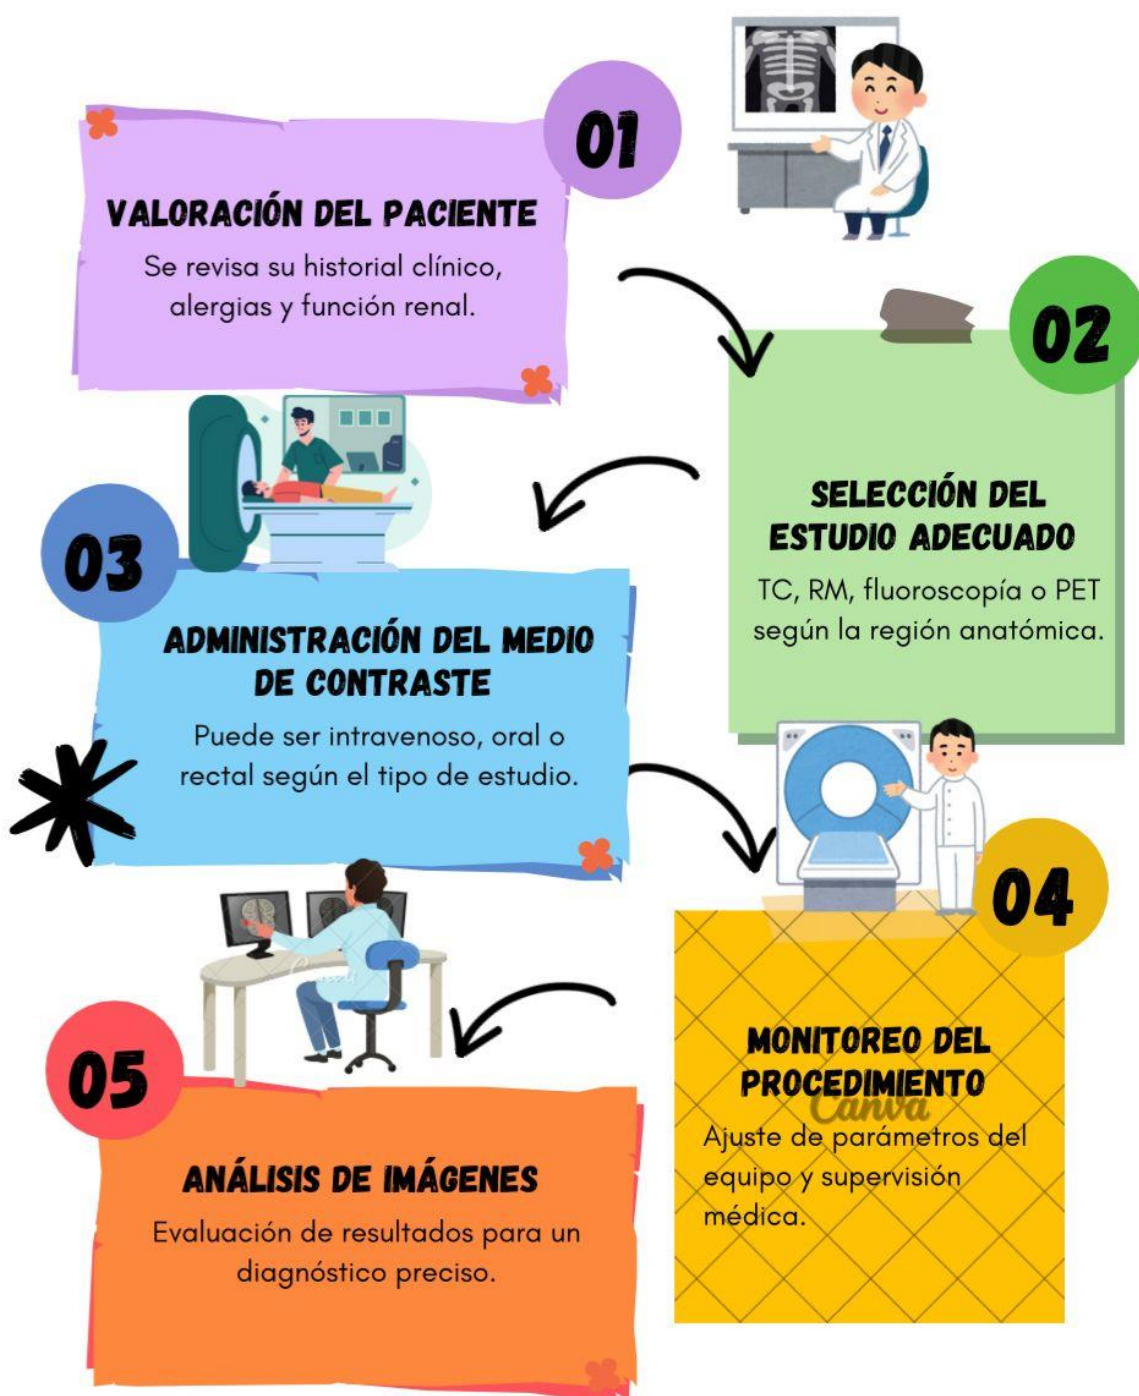 01
VALORACIÓN DEL PACIENTE
Se revisa su historial clínico,
alergias y función renal.
02
SELECCIÓN DEL
ESTUDIO ADECUADO
TC, RM, fluoroscopía o PET
según la región anatómica.
03
ADMINISTRACIÓN DEL MEDIO
DE CONTRASTE
Puede ser intravenoso, oral o
rectal según el tipo de estudio.
04
MONITOREO DEL
PROCEDIMIENTO
Canva
Ajuste de parámetros del
equipo y supervisión
médica.
Canva
05
ANÁLISIS DE IMÁGENES
Evaluación de resultados para un
diagnóstico preciso.